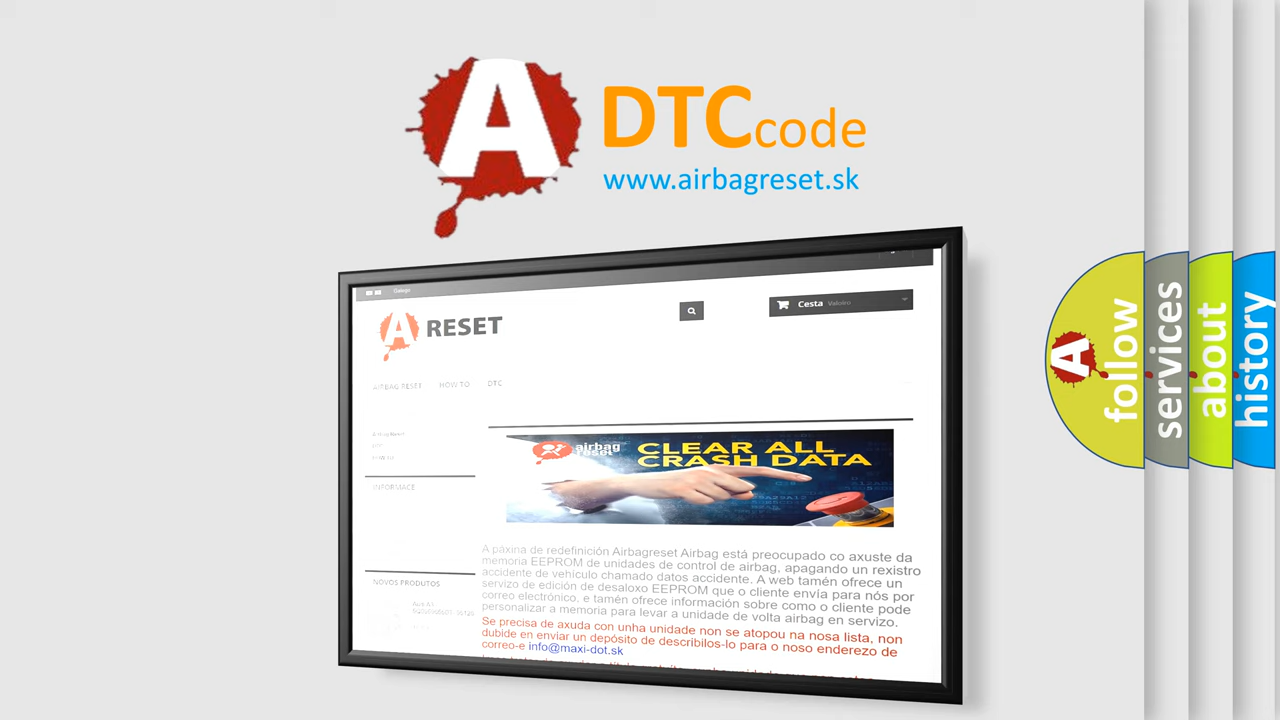 A
DTCcode
www.airbagreset.sk
Galego
A RESET
Cesta Valeiro
AIRBAG RESET HOW TO DTC
INFORMACE
NOVOS PRODUTOS
airbag
reset
CLEAR ALL
CRASH DATA
A páxina de redefinición Airbagreset Airbag está preocupado co axuste da
memoria EEPROM de unidades de control de airbag, apagando un rexistro
accidente de vehículo chamado datos accidente. A web tamén ofrece un
servizo de edición de desaloxo EEPROM que o cliente envía para nós por
correo electrónico, e tamén ofrece información sobre como o cliente pode
personalizar a memoria para levar a unidade de volta airbag en servizo.
Se precisa de axuda con unha unidade non se atopou na nosa lista, non
dubide en enviar un depósito de describilos-lo para o noso enderezo de
correo-e info@maxi-dot.sk
A
follow
services
about
history